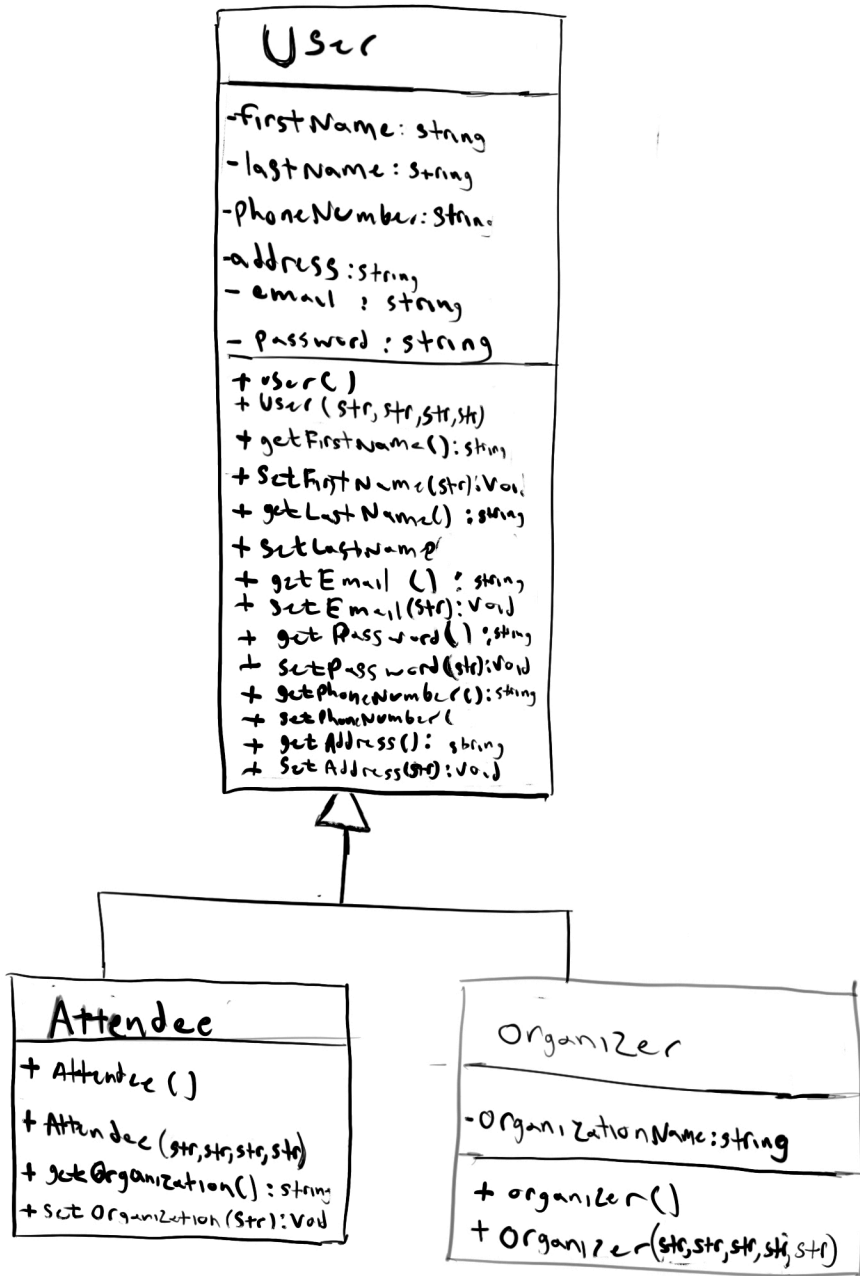 User
-firstName: string
-lastName: string
-phoneNumber: string
-address: string
- email : string
- password : string
+ user()
+ User (str, str, str, str)
+ getFirstName(): string
+ SetFirstName(str): Void
+ getLastName() : string
+ setLastName
+ getEmail () : string
+ setEmail(str): Void
+ getPassword() : string
+ setPassword(str): Void
+ getPhoneNumber(): string
+ setPhoneNumber(
+ getAddress(): string
+ SetAddress(str): Void
Attendee
+ Attendee ()
+ Attendee (str, str, str, str)
+ getOrganization() : string
+ Set Organization (Str): Void
Organizer
-OrganizationName: string
+ organizer()
+ Organizer(str, str, str, str, str)